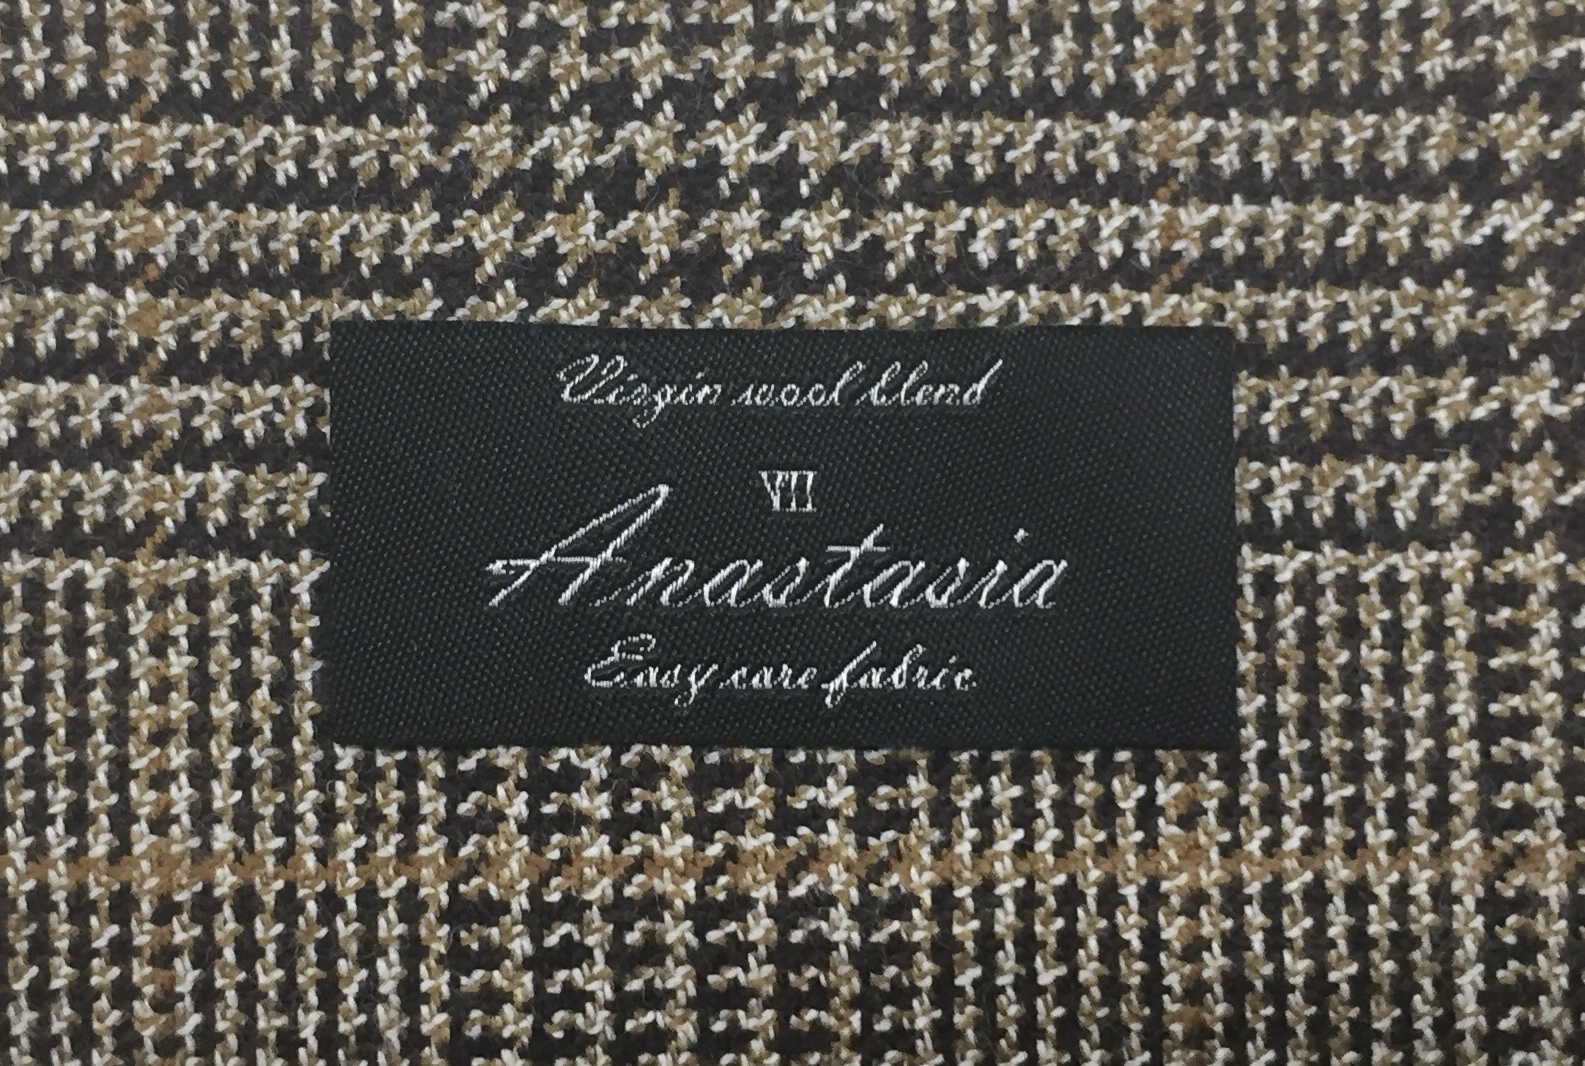 Virgin wool blend
VII
Anastasia
Easy care fabric